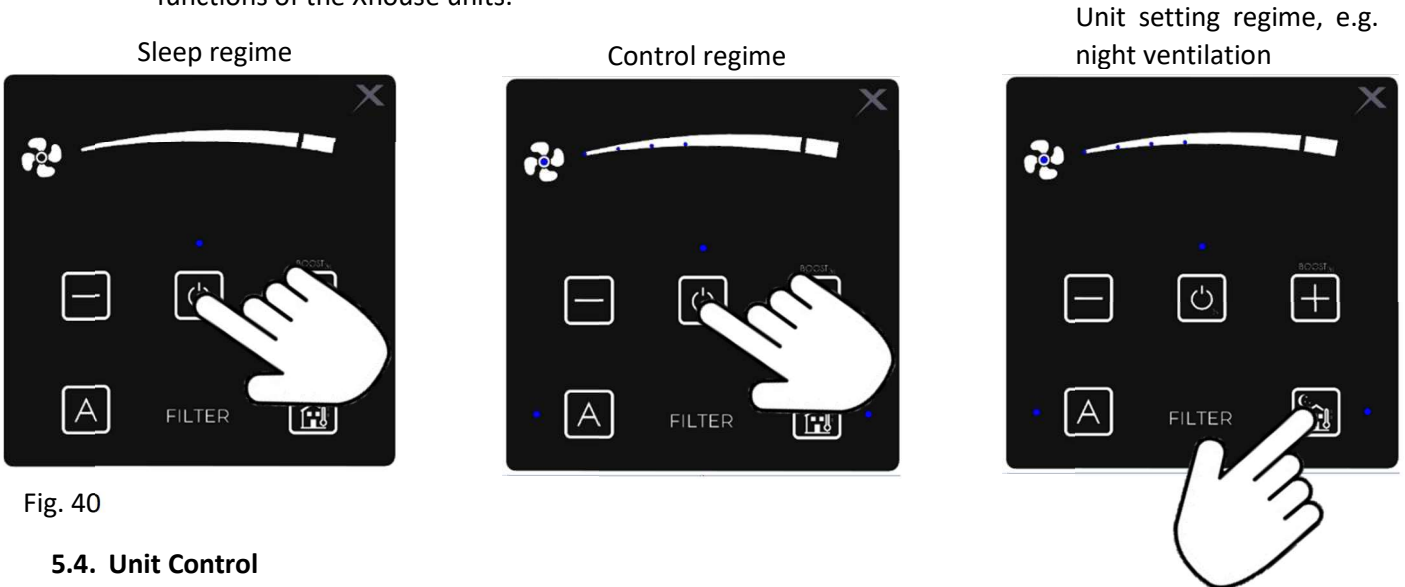 functions of the Xhouse units.
Unit setting regime, e.g.
night ventilation
Sleep regime
Control regime
X
A
FILTER
BOOST
X
A
FILTER
BOOST
X
A
FILTER
Fig. 40
5.4. Unit Control